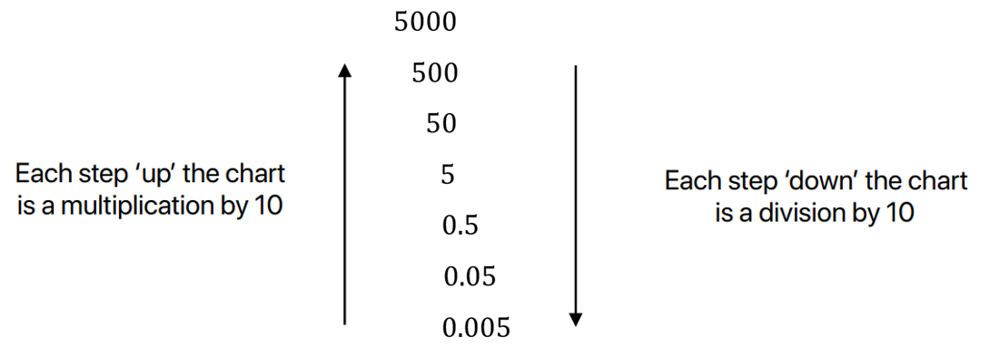 5000
500
50
5
0.5
0.05
0.005
Each step ‘up’ the chart
is a multiplication by 10
Each step ‘down’ the chart
is a division by 10